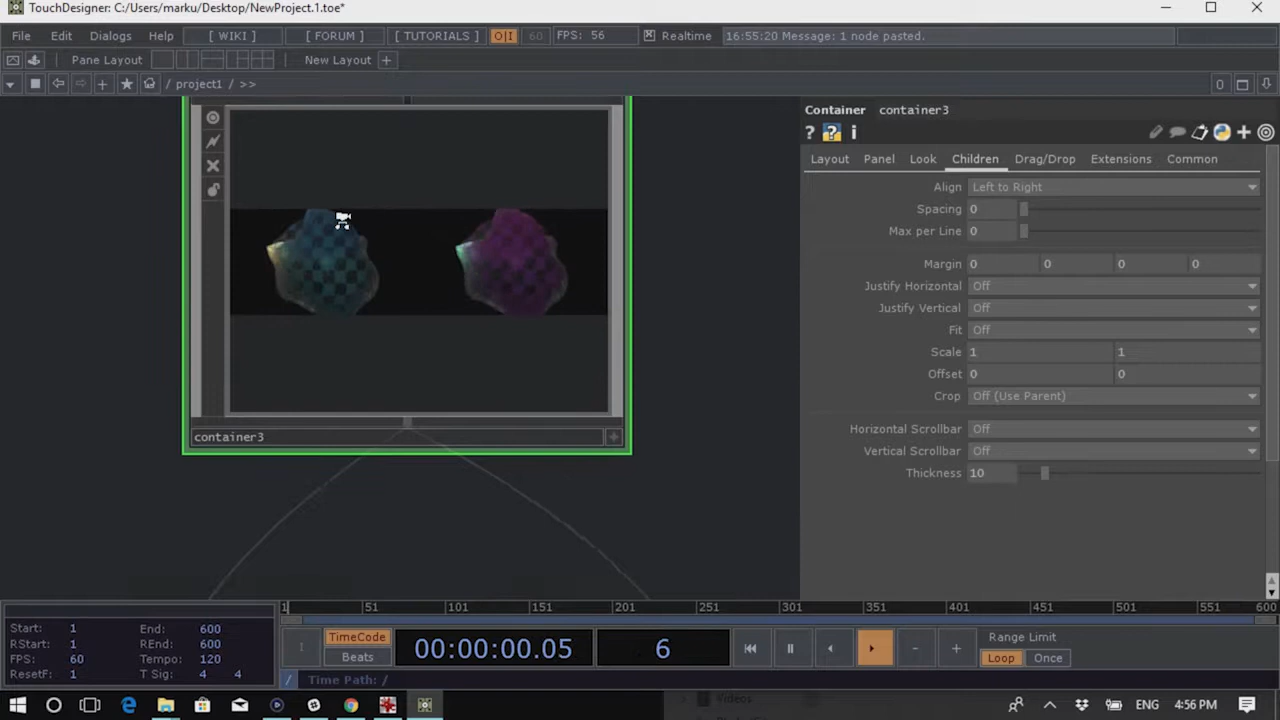 TouchDesigner: C:/Users/marku/Desktop/NewProject.1.toe*
File Edit Dialogs Help [ WIKI ] [ FORUM ] [ TUTORIALS ] O|I 60 FPS: 56 Realtime 16:55:20 Message: 1 node pasted.
Pane Layout New Layout +
/ project1 / >> 0
Container container3
? ? i
Layout Panel Look Children Drag/Drop Extensions Common
Align Left to Right
Spacing 0
Max per Line 0
Margin 0 0 0 0
Justify Horizontal Off
Justify Vertical Off
Fit Off
Scale 1 1
Offset 0 0
Crop Off (Use Parent)
Horizontal Scrollbar Off
Vertical Scrollbar Off
Thickness 10
container3
1 51 101 151 201 251 301 351 401 451 501 551 600
Start: 1 End: 600
RStart: 1 REnd: 600
FPS: 60 Tempo: 120
ResetF: 1 T Sig: 4 4
TimeCode
Beats
00:00:00.05 6
Range Limit
Loop Once
/ Time Path: /
Videos
ENG 4:56 PM